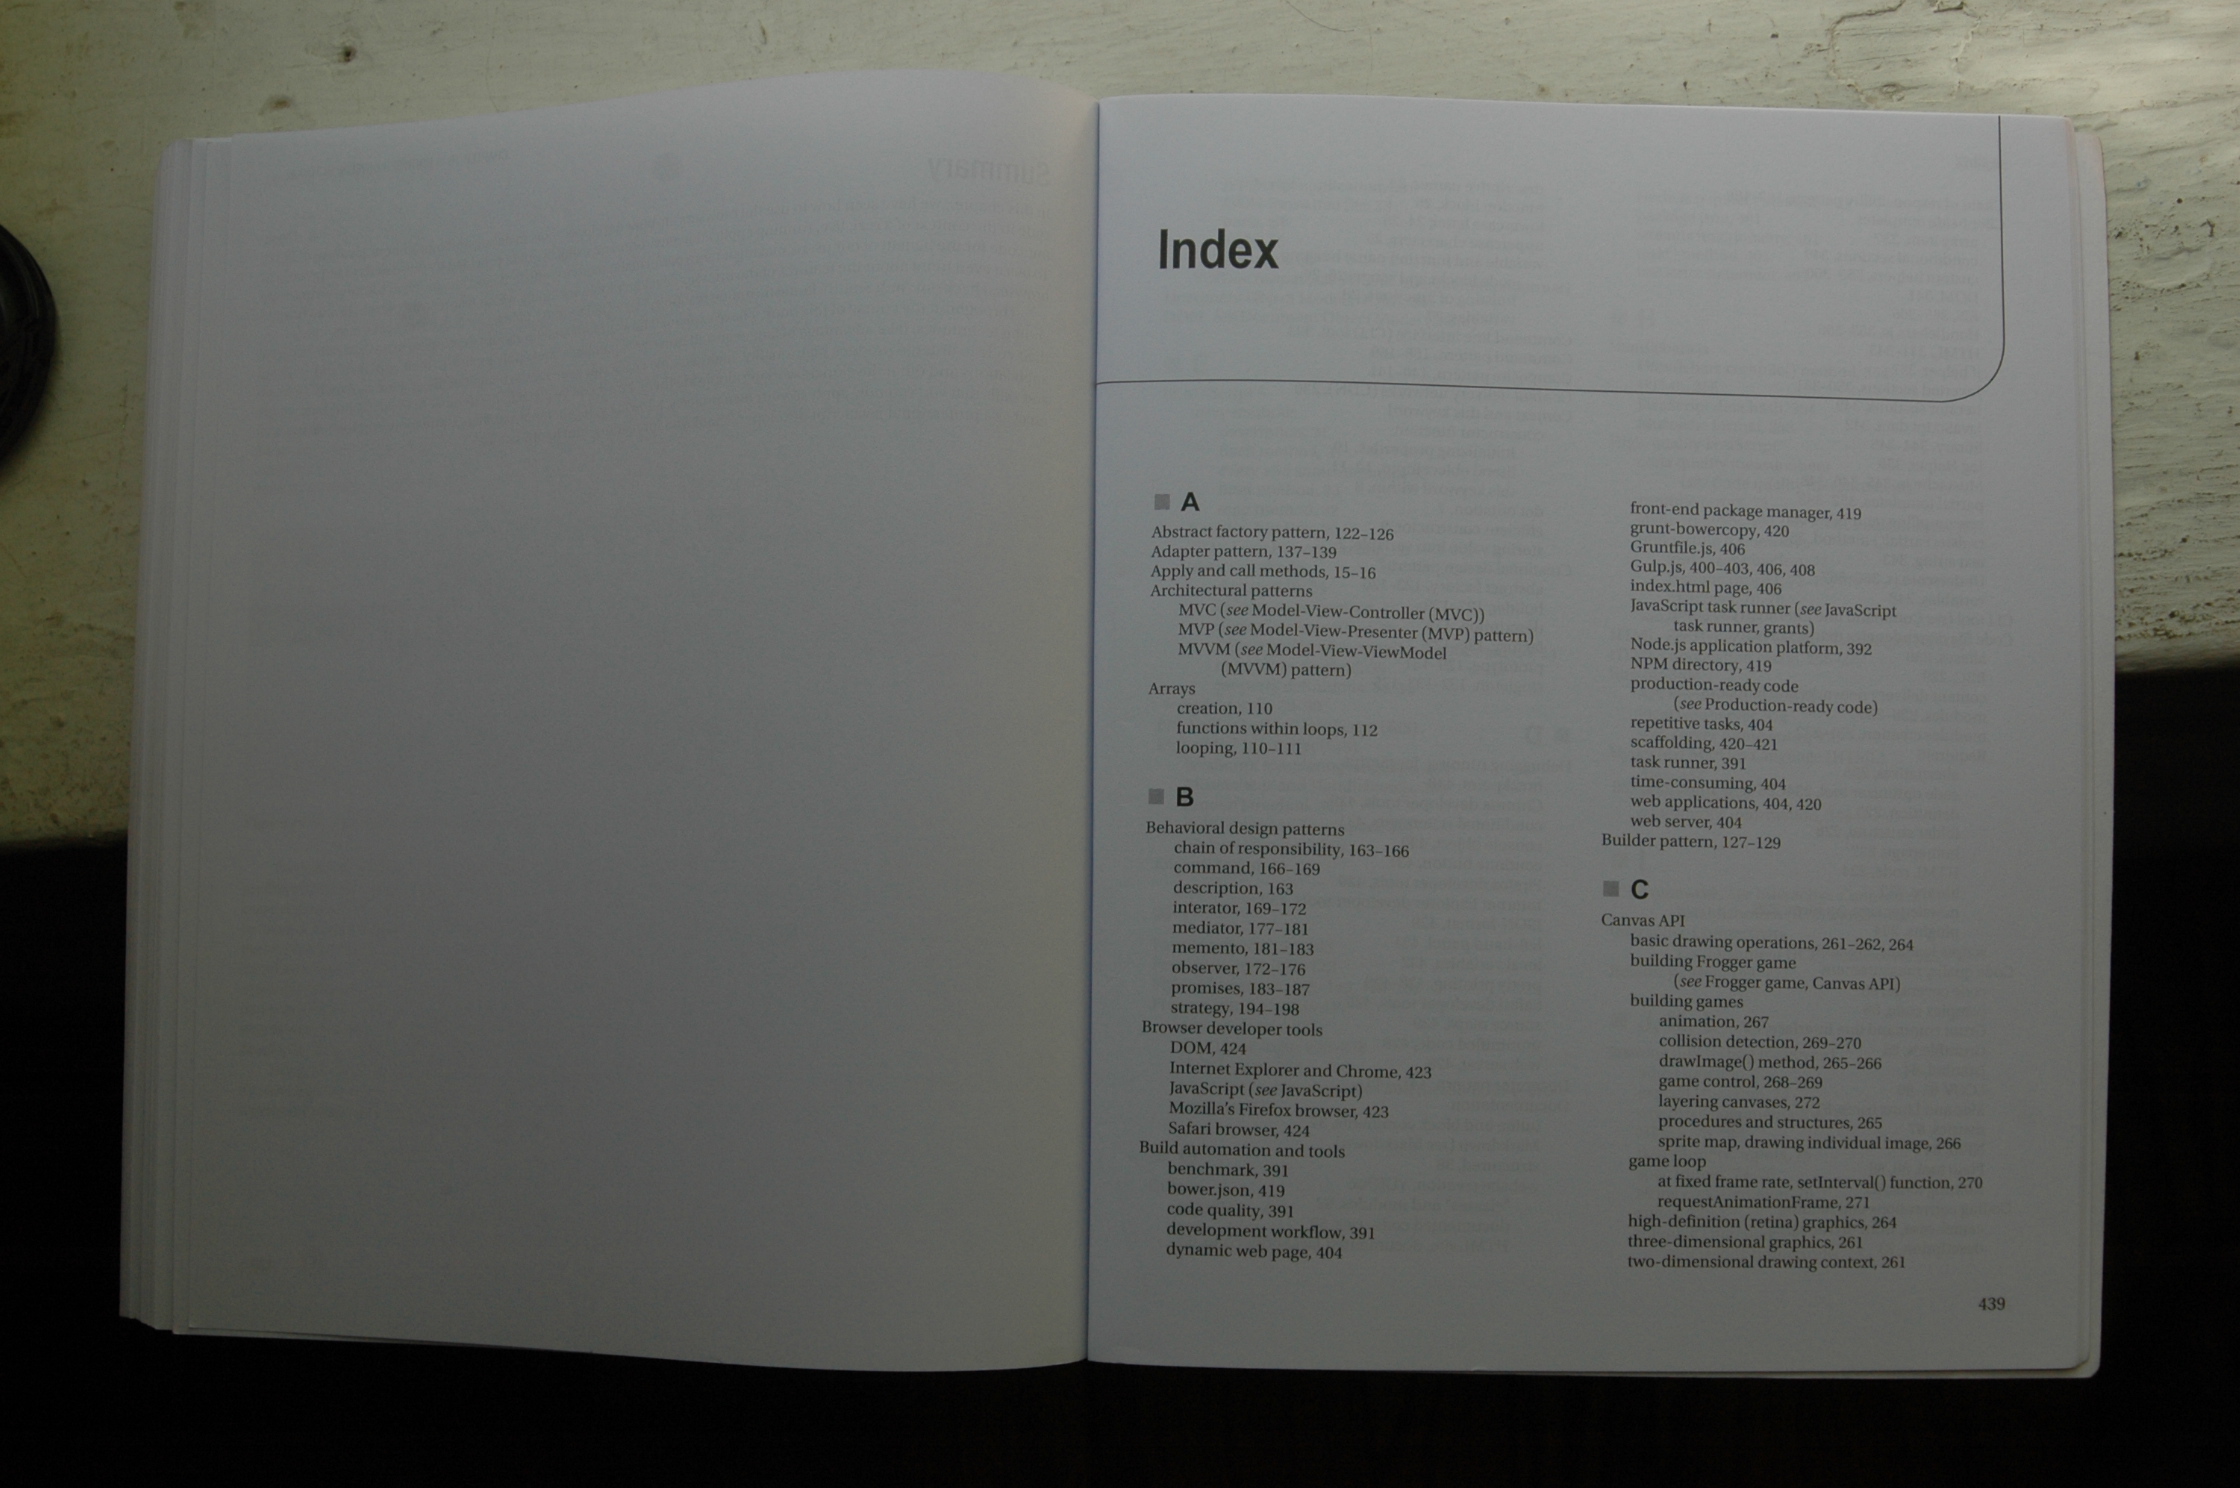 Summary
Index
A
Abstract factory pattern, 122–126
Adapter pattern, 137–139
Apply and call methods, 15–16
Architectural patterns
MVC (see Model-View-Controller (MVC))
MVP (see Model-View-Presenter (MVP) pattern)
MVVM (see Model-View-ViewModel
(MVVM) pattern)
Arrays
creation, 110
functions within loops, 112
looping, 110–111
B
Behavioral design patterns
chain of responsibility, 163–166
command, 166–169
description, 163
interator, 169–172
mediator, 177–181
memento, 181–183
observer, 172–176
promises, 183–187
strategy, 194–198
Browser developer tools
DOM, 424
Internet Explorer and Chrome, 423
JavaScript (see JavaScript)
Mozilla's Firefox browser, 423
Safari browser, 424
Build automation and tools
benchmark, 391
bower.json, 419
code quality, 391
development workflow, 391
dynamic web page, 404
front-end package manager, 419
grunt-bowercopy, 420
Gruntfile.js, 406
Gulp.js, 400–403, 406, 408
index.html page, 406
JavaScript task runner (see JavaScript
task runner, grants)
Node.js application platform, 392
NPM directory, 419
production-ready code
(see Production-ready code)
repetitive tasks, 404
scaffolding, 420–421
task runner, 391
time-consuming, 404
web applications, 404, 420
web server, 404
Builder pattern, 127–129
C
Canvas API
basic drawing operations, 261–262, 264
building Frogger game
(see Frogger game, Canvas API)
building games
animation, 267
collision detection, 269–270
drawImage() method, 265–266
game control, 268–269
layering canvases, 272
procedures and structures, 265
sprite map, drawing individual image, 266
game loop
at fixed frame rate, setInterval() function, 270
requestAnimationFrame, 271
high-definition (retina) graphics, 264
three-dimensional graphics, 261
two-dimensional drawing context, 261
439